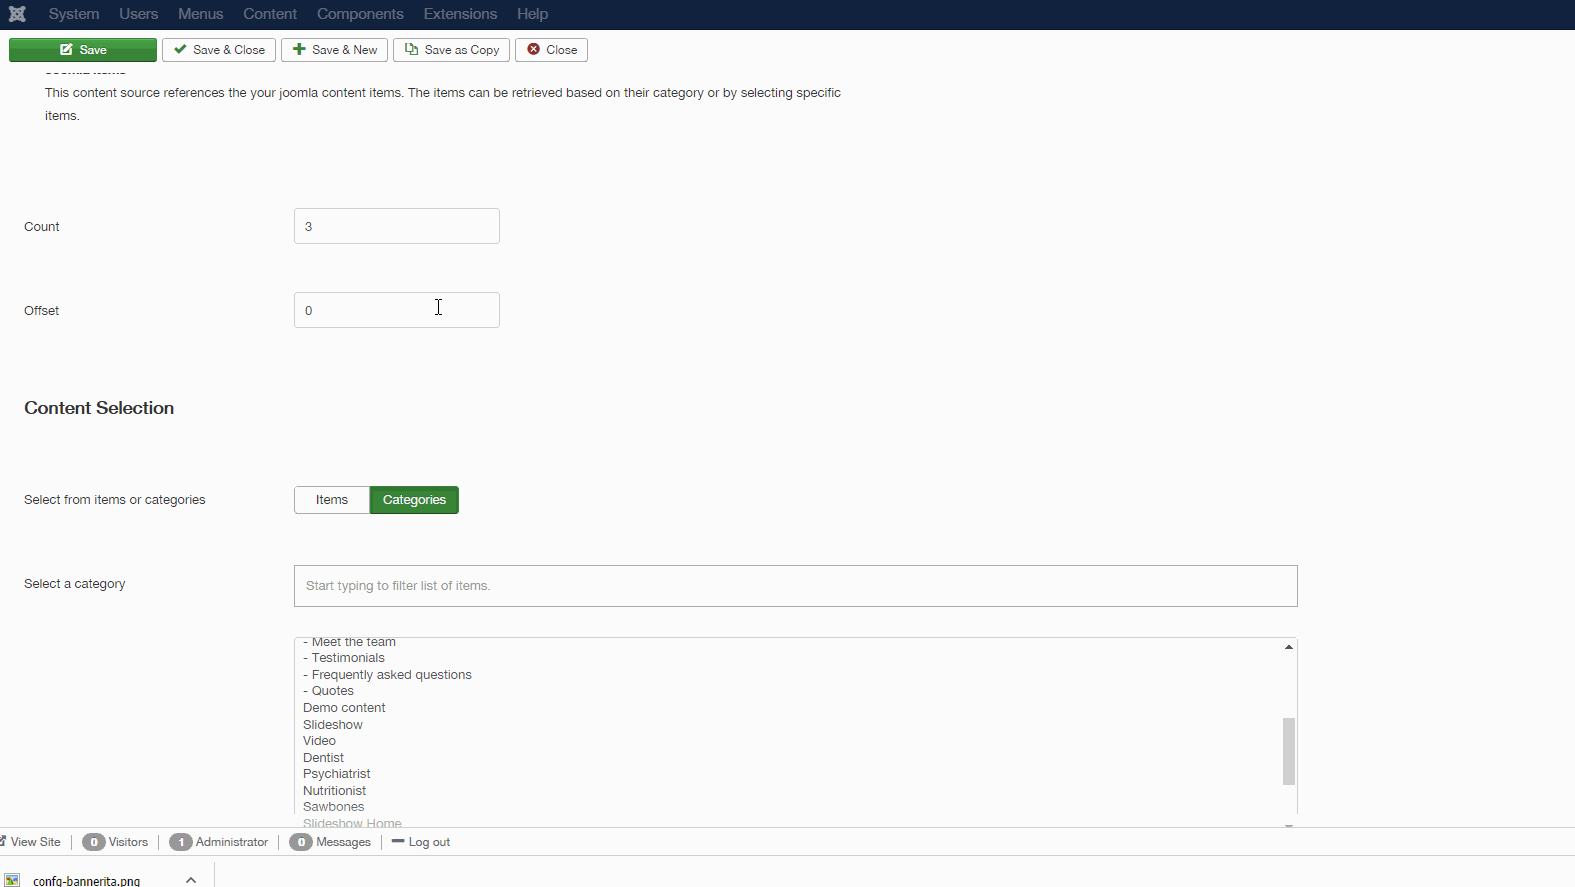 System Users Menus Content Components Extensions Help
Save Save & Close Save & New Save as Copy Close
This content source references the your joomla content items. The items can be retrieved based on their category or by selecting specific
items.
Count 3
Offset 0
Content Selection
Select from items or categories Items Categories
Select a category Start typing to filter list of items.
- Meet the team
- Testimonials
- Frequently asked questions
- Quotes
Demo content
Slideshow
Video
Dentist
Psychiatrist
Nutritionist
Sawbones
Slideshow Home
View Site 0 Visitors 1 Administrator 0 Messages Log out
confg-bannerita.png